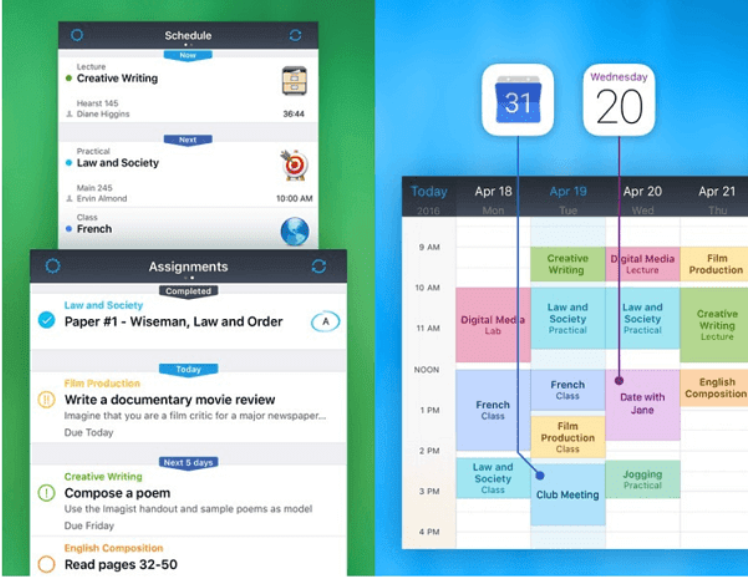 Schedule
Now
Lecture
Creative Writing
Hearst 145
Diane Higgins
36:44
Next
Practical
Law and Society
Main 245
Ervin Almond
10:00 AM
Class
French
Assignments
Completed
Law and Society
Paper #1 - Wiseman, Law and Order
A
Today
Film Production
Write a documentary movie review
Imagine that you are a film critic for a major newspaper...
Due Today
Next 5 days
Creative Writing
Compose a poem
Use the Imagist handout and sample poems as model
Due Friday
English Composition
Read pages 32-50
31
Wednesday
20
Today Apr 18 Apr 19 Apr 20 Apr 21
2016 Mon Tue Wed Thu
9 AM
10 AM
11 AM
NOON
1 PM
2 PM
3 PM
4 PM
Digital Media
Lab
French
Class
Law and
Society
Class
Creative
Writing
Law and
Society
Practical
French
Class
Film
Production
Class
Club Meeting
Digital Media
Lecture
Law and
Society
Practical
Date with
Jane
Jogging
Practical
Film
Production
Creative
Writing
Lecture
English
Composition